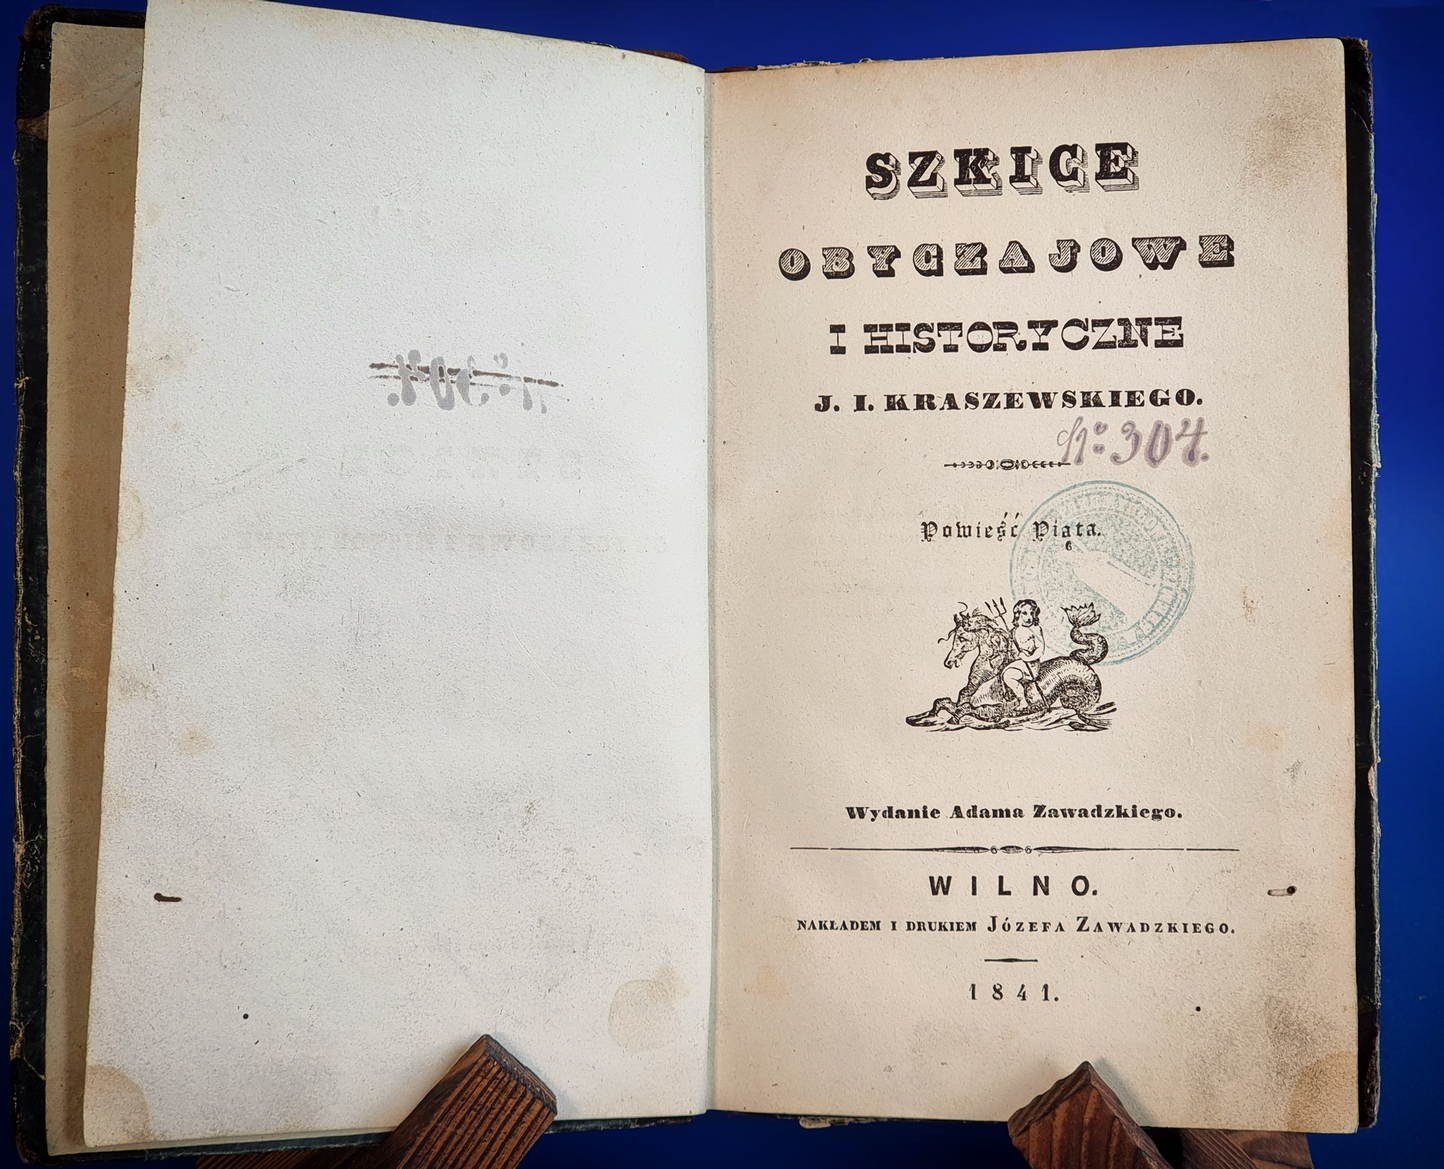 SZKICE
OBYCZAJOWE
I HISTORYCZNE
J. I. KRASZEWSKIEGO.
№ 304.
Powieść Piąta.
Wydanie Adama Zawadzkiego.
WILNO.
NAKŁADEM I DRUKIEM JÓZEFA ZAWADZKIEGO.
1841.